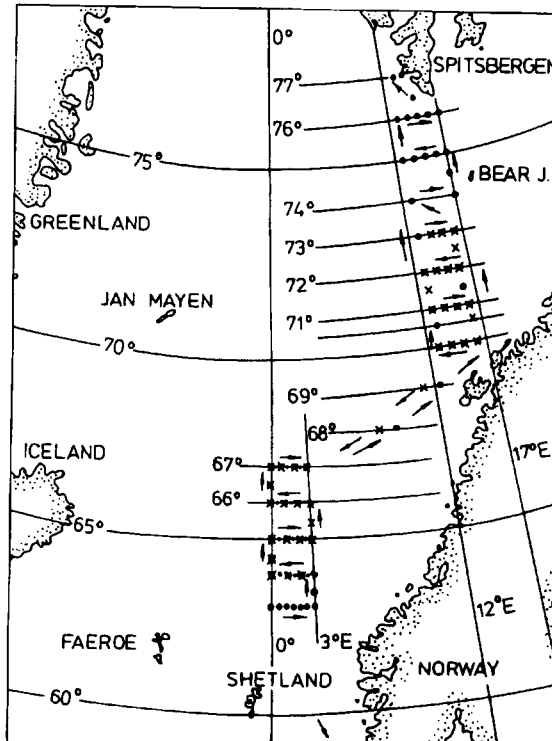 0°
SPITSBERGEN
77°
76°
75°
BEAR J.
74°
GREENLAND
73°
72°
JAN MAYEN
71°
70°
69°
68°
ICELAND
67°
17°E
66°
65°
12°E
FAEROE
0°
3°E
SHETLAND
NORWAY
60°